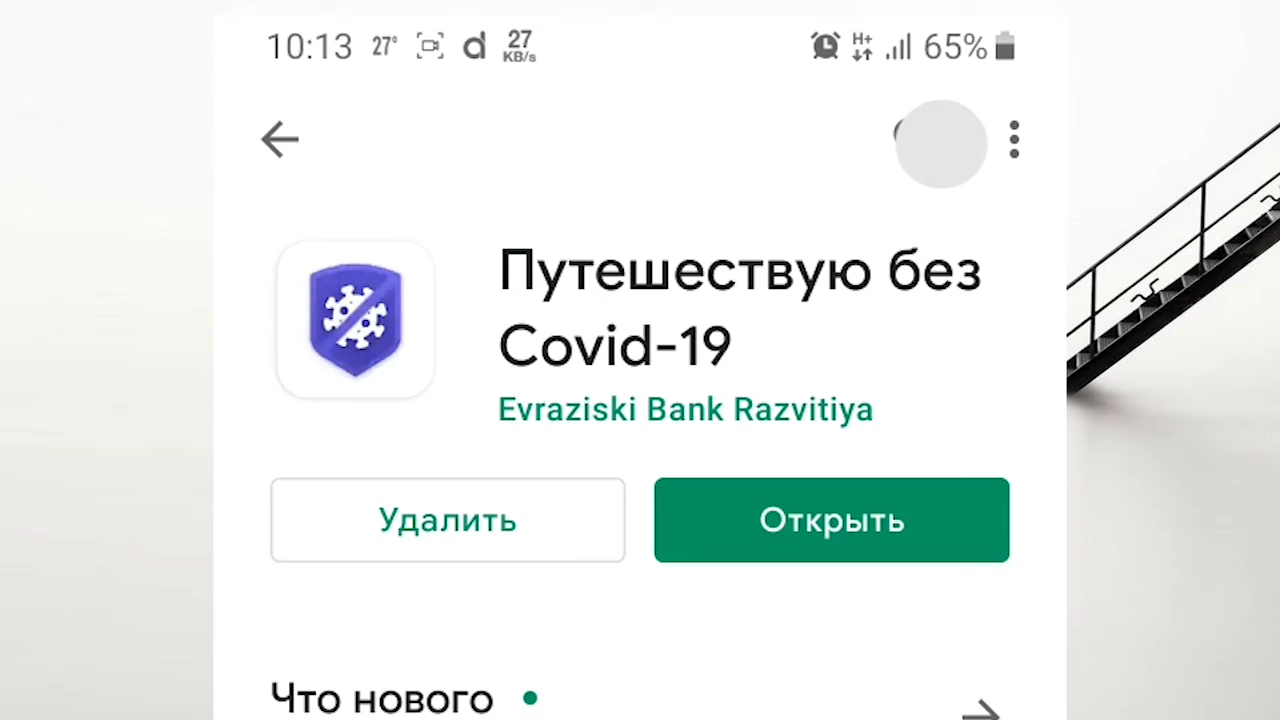 10:13 27° d 27 KB/s H+ 65%
Путешествую без
Covid-19
Evraziski Bank Razvitiya
Удалить Открыть
Что нового